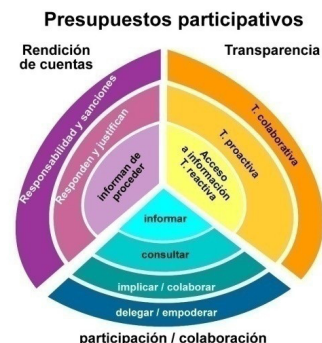 Presupuestos participativos
Rendición
de cuentas
Transparencia
Responsabilidad y sanciones
Responden y justifican
informan de
proceder
T. colaborativa
T. proactiva
Acceso
a información
T. reactiva
informar
consultar
implicar / colaborar
delegar / empoderar
participación / colaboración